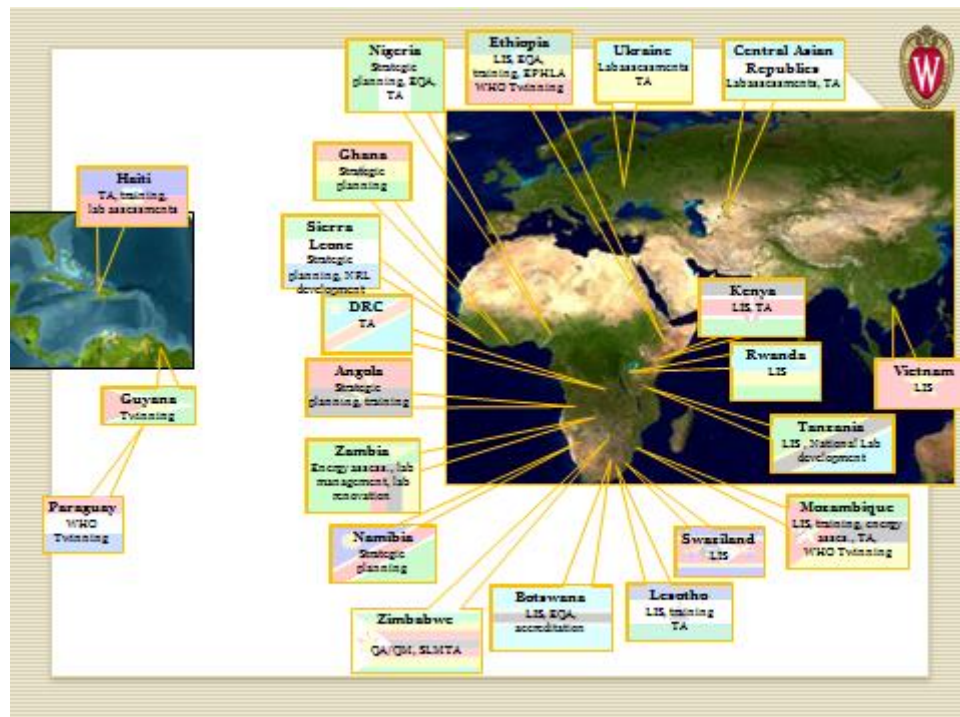 Nigeria
Strategic
planning, EQA,
TA
Ethiopia
LIS, EQA,
training, EPHLA
WHO Twinning
Ukraine
Lab assessments
TA
Central Asian
Republics
Lab assessments, TA
W
Haiti
TA, training,
lab assessments
Ghana
Strategic
planning
Sierra
Leone
Strategic
planning, NRL
development
DRC
TA
Kenya
LIS, TA
Rwanda
LIS
Vietnam
LIS
Angola
Strategic
planning, training
Guyana
Twinning
Tanzania
LIS , National Lab
development
Zambia
Energy assess., lab
management, lab
renovation
Paraguay
WHO
Twinning
Mozambique
LIS, training, energy
assess., TA,
WHO Twinning
Namibia
Strategic
planning
Swaziland
LIS
Botswana
LIS, EQA,
accreditation
Lesotho
LIS, training
TA
Zimbabwe
QA/QM, SLMTA